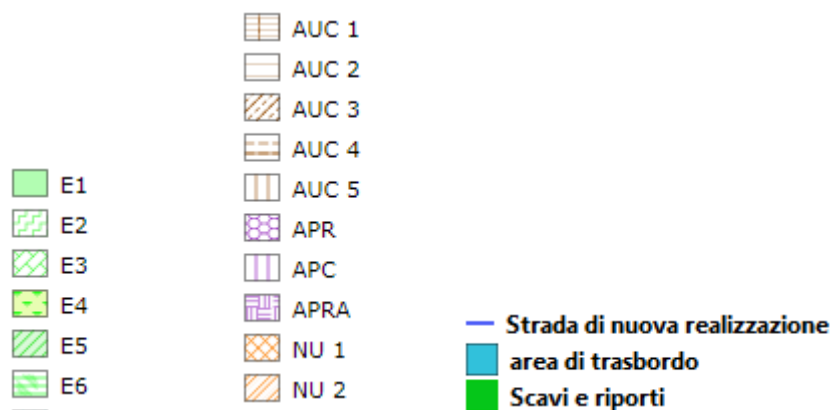 E1
E2
E3
E4
E5
E6
AUC 1
AUC 2
AUC 3
AUC 4
AUC 5
APR
APC
APRA
NU 1
NU 2
Strada di nuova realizzazione
area di trasbordo
Scavi e riporti